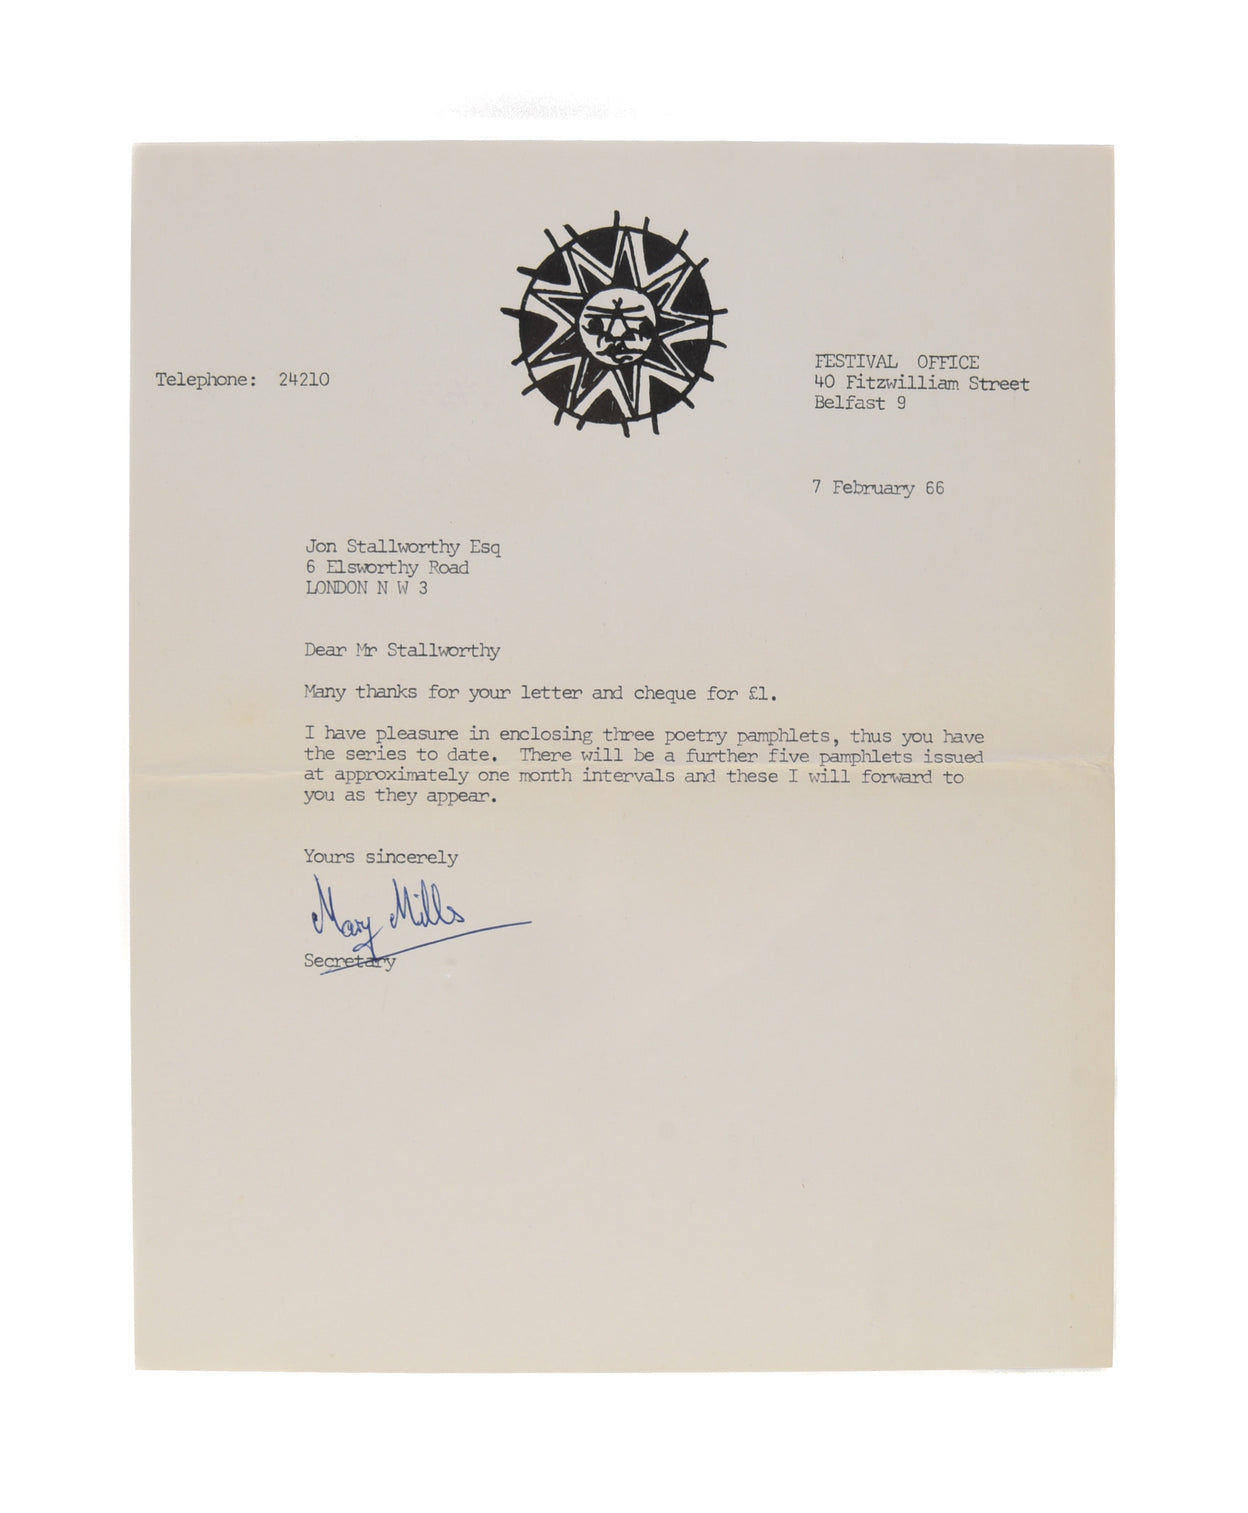 Telephone: 24210
FESTIVAL OFFICE
40 Fitzwilliam Street
Belfast 9
7 February 66
Jon Stallworthy Esq
6 Elsworthy Road
LONDON N W 3
Dear Mr Stallworthy
Many thanks for your letter and cheque for £1.
I have pleasure in enclosing three poetry pamphlets, thus you have
the series to date. There will be a further five pamphlets issued
at approximately one month intervals and these I will forward to
you as they appear.
Yours sincerely
Mary Mills
Secretary